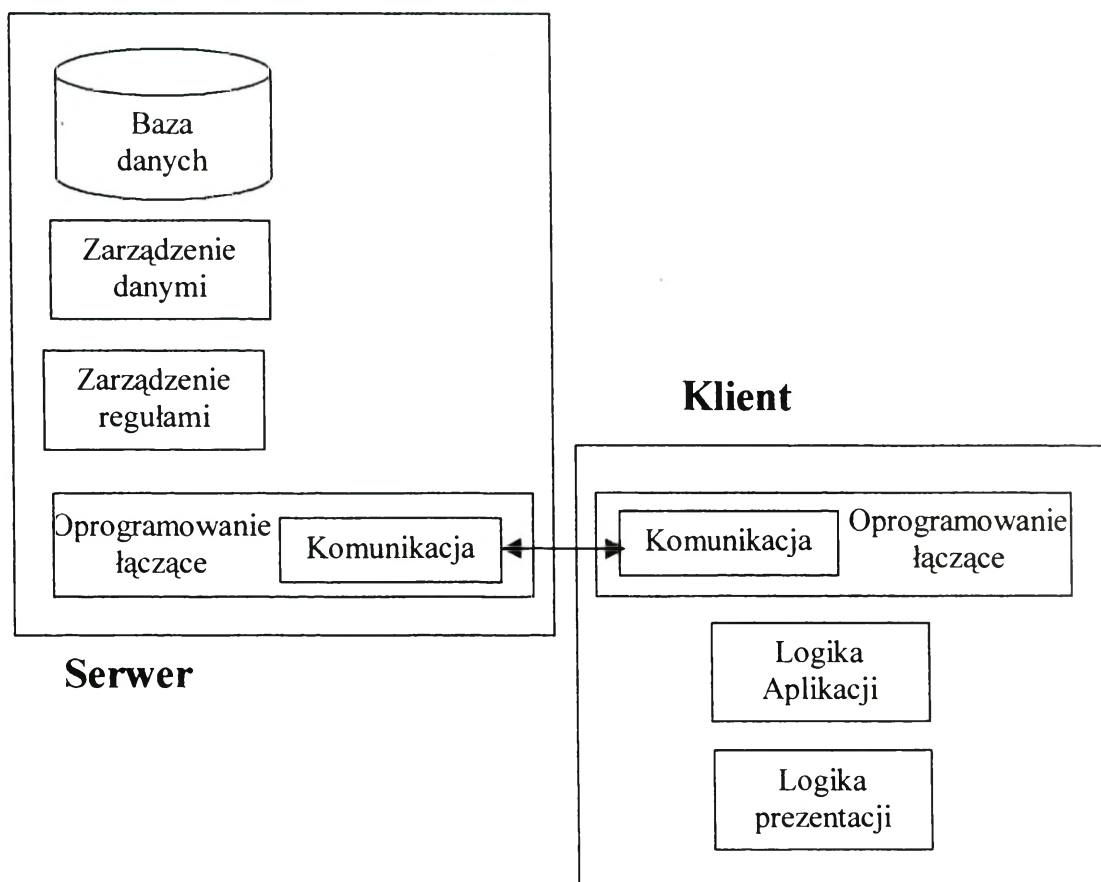 Baza
danych
Zarządzenie
danymi
Zarządzenie
regułami
Oprogramowanie
łączące
Komunikacja
Serwer
Klient
Komunikacja
Oprogramowanie
łączące
Logika
Aplikacji
Logika
prezentacji